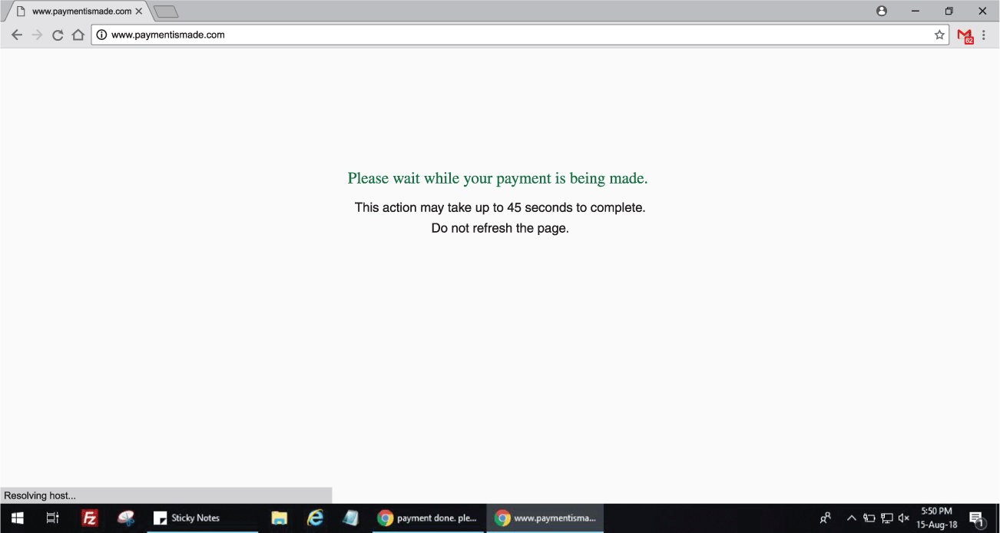 www.paymentismade.com
www.paymentismade.com
62
Please wait while your payment is being made.
This action may take up to 45 seconds to complete.
Do not refresh the page.
Resolving host...
Fz
Sticky Notes
payment done. ple...
www.paymentisma...
5:50 PM
15-Aug-18
1